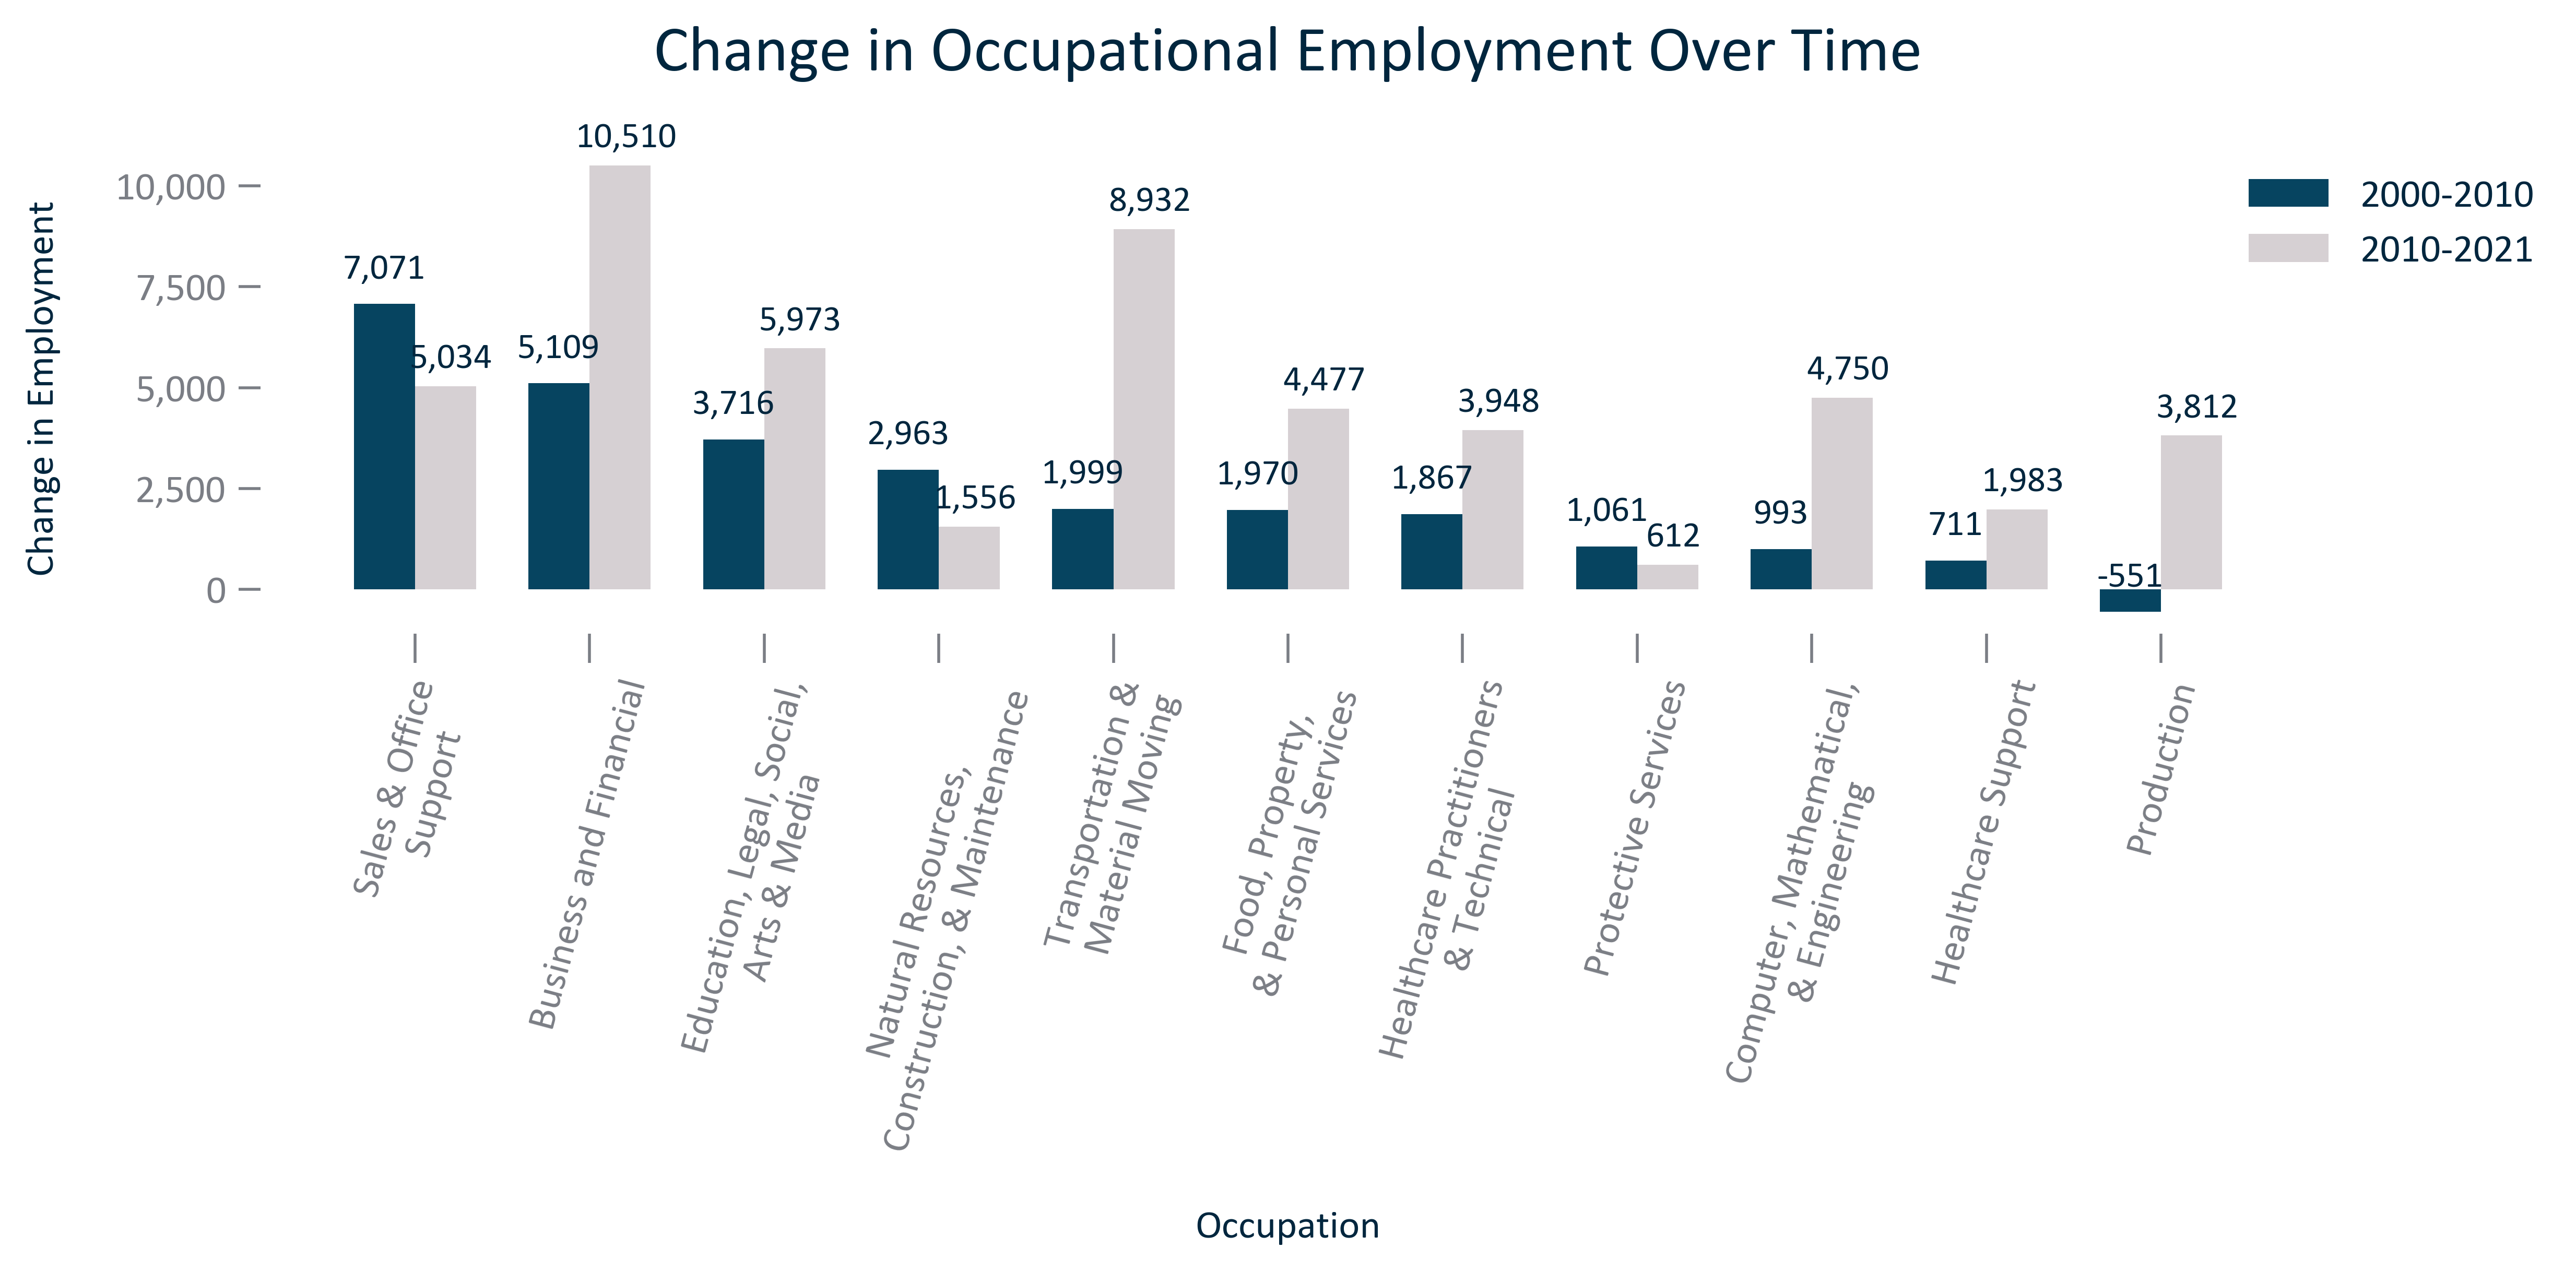 Change in Occupational Employment Over Time
Change in Employment
10,000
7,500
5,000
2,500
0
2000-2010
2010-2021
7,071
5,034
5,109
10,510
3,716
5,973
2,963
1,556
1,999
8,932
1,970
4,477
1,867
3,948
1,061
612
993
4,750
711
1,983
-551
3,812
Sales & Office
Support
Business and Financial
Education, Legal, Social,
Arts & Media
Natural Resources,
Construction, & Maintenance
Transportation &
Material Moving
Food, Property,
& Personal Services
Healthcare Practitioners
& Technical
Protective Services
Computer, Mathematical,
& Engineering
Healthcare Support
Production
Occupation